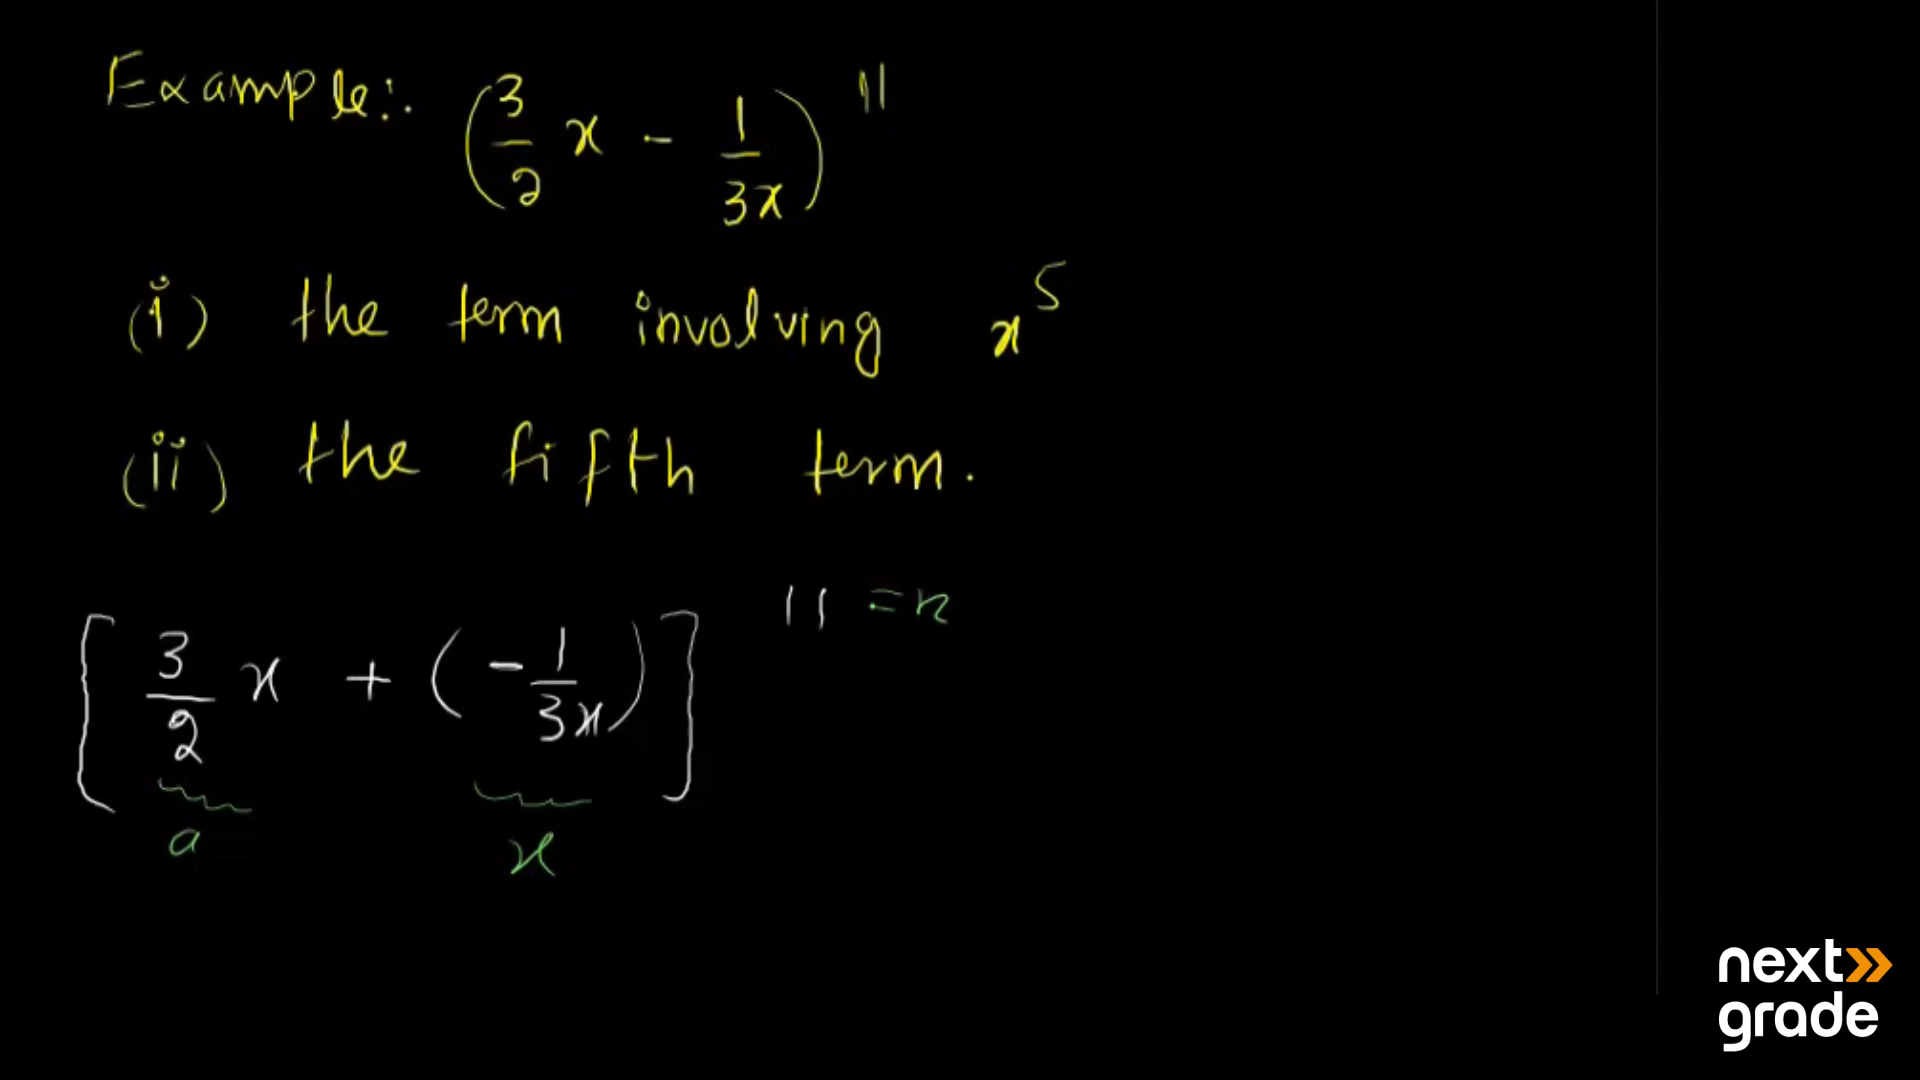 Example:. (3/2 x - 1/3x)^11
(i) the term involving x^5
(ii) the fifth term.
[3/2 x + (-1/3x)]^11 = n
a x
next
grade